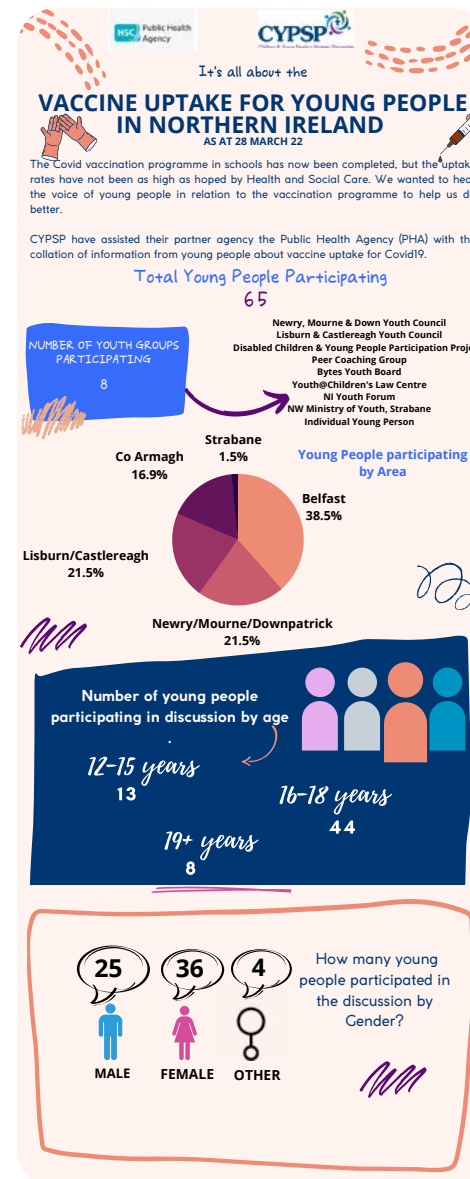 HSC Public Health
Agency
CYPSP
It's all about the
VACCINE UPTAKE FOR YOUNG PEOPLE
IN NORTHERN IRELAND
AS AT 28 MARCH 22
The Covid vaccination programme in schools has now been completed, but the uptak
rates have not been as high as hoped by Health and Social Care. We wanted to hea
the voice of young people in relation to the vaccination programme to help us d
better.
CYPSP have assisted their partner agency the Public Health Agency (PHA) with th
collation of information from young people about vaccine uptake for Covid19.
Total Young People Participating
65
NUMBER OF YOUTH GROUPS
PARTICIPATING
8
Newry, Mourne & Down Youth Council
Lisburn & Castlereagh Youth Council
Disabled Children & Young People Participation Proje
Peer Coaching Group
Bytes Youth Board
Youth@Children's Law Centre
NI Youth Forum
NW Ministry of Youth, Strabane
Individual Young Person
Young People participating
by Area
Strabane
1.5%
Co Armagh
16.9%
Belfast
38.5%
Lisburn/Castlereagh
21.5%
Newry/Mourne/Downpatrick
21.5%
Number of young people
participating in discussion by age
.
12-15 years
13
16-18 years
44
19+ years
8
25
36
4
MALE
FEMALE
OTHER
How many young
people participated in
the discussion by
Gender?